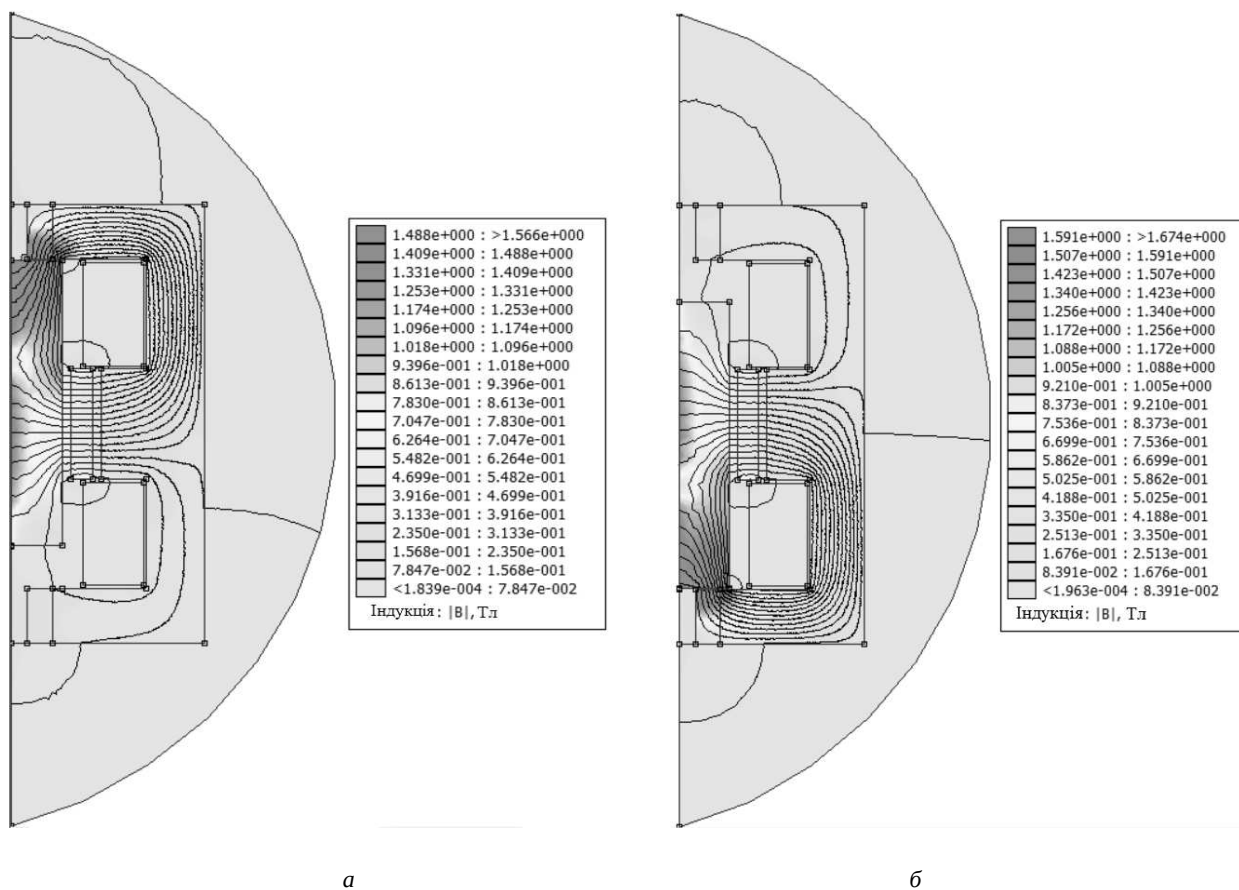 1.488e+000 : >1.566e+000
1.409e+000 : 1.488e+000
1.331e+000 : 1.409e+000
1.253e+000 : 1.331e+000
1.174e+000 : 1.253e+000
1.096e+000 : 1.174e+000
1.018e+000 : 1.096e+000
9.396e-001 : 1.018e+000
8.613e-001 : 9.396e-001
7.830e-001 : 8.613e-001
7.047e-001 : 7.830e-001
6.264e-001 : 7.047e-001
5.482e-001 : 6.264e-001
4.699e-001 : 5.482e-001
3.916e-001 : 4.699e-001
3.133e-001 : 3.916e-001
2.350e-001 : 3.133e-001
1.568e-001 : 2.350e-001
7.847e-002 : 1.568e-001
<1.839e-004 : 7.847e-002
Індукція: |B|, Тл
1.591e+000 : >1.674e+000
1.507e+000 : 1.591e+000
1.423e+000 : 1.507e+000
1.340e+000 : 1.423e+000
1.256e+000 : 1.340e+000
1.172e+000 : 1.256e+000
1.088e+000 : 1.172e+000
1.005e+000 : 1.088e+000
9.210e-001 : 1.005e+000
8.373e-001 : 9.210e-001
7.536e-001 : 8.373e-001
6.699e-001 : 7.536e-001
5.862e-001 : 6.699e-001
5.025e-001 : 5.862e-001
4.188e-001 : 5.025e-001
3.350e-001 : 4.188e-001
2.513e-001 : 3.350e-001
1.676e-001 : 2.513e-001
8.391e-002 : 1.676e-001
<1.963e-004 : 8.391e-002
Індукція: |B|, Тл
а
б